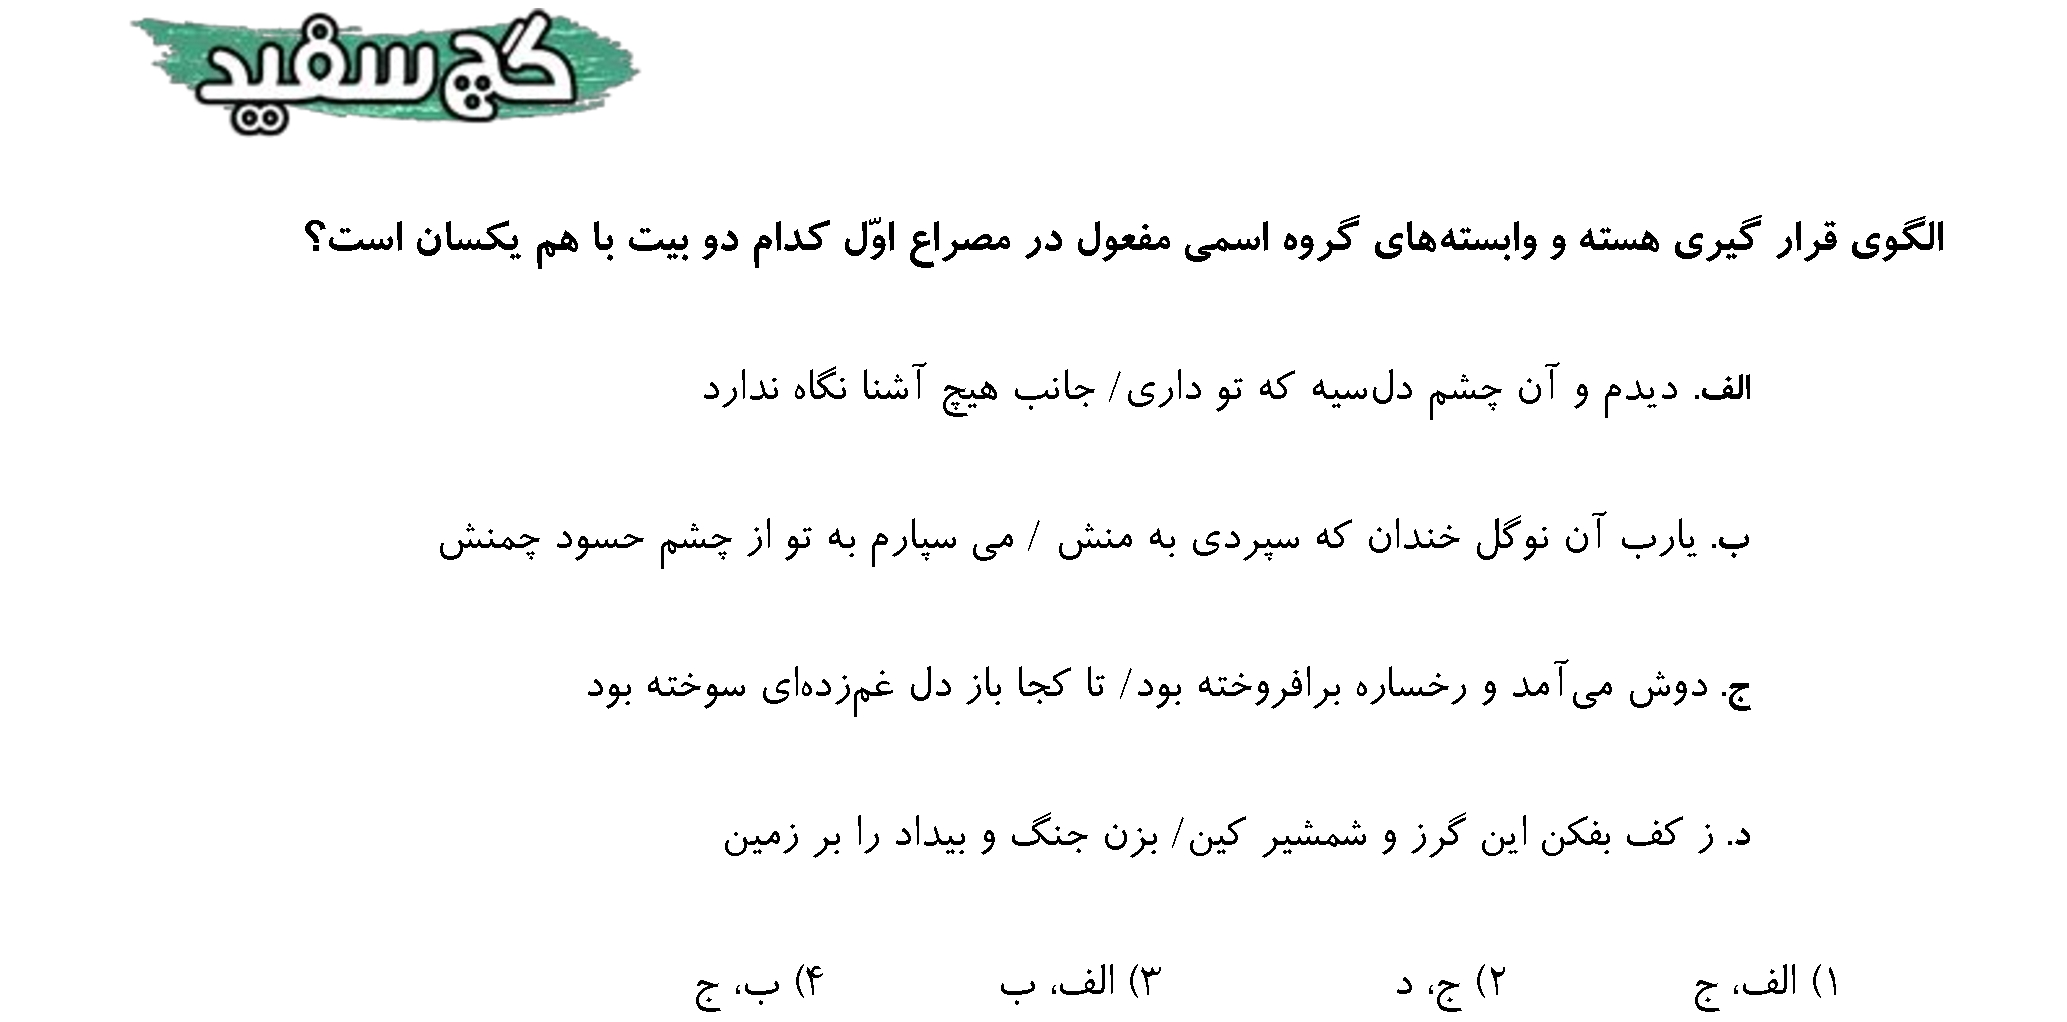 گچ سفید
الگوی قرار گیری هسته و وابسته‌های گروه اسمی مفعول در مصراع اوّل کدام دو بیت با هم یکسان است؟
الف. دیدم و آن چشم دل‌سیه که تو داری/ جانب هیچ آشنا نگاه ندارد
ب. یارب آن نوگل خندان که سپردی به منش / می سپارم به تو از چشم حسود چمنش
ج. دوش می‌آمد و رخساره برافروخته بود/ تا کجا باز دل غم‌زده‌ای سوخته بود
د. ز کف بفکن این گرز و شمشیر کین/ بزن جنگ و بیداد را بر زمین
۱) الف، ج ۲) ج، د ۳) الف، ب ۴) ب، ج